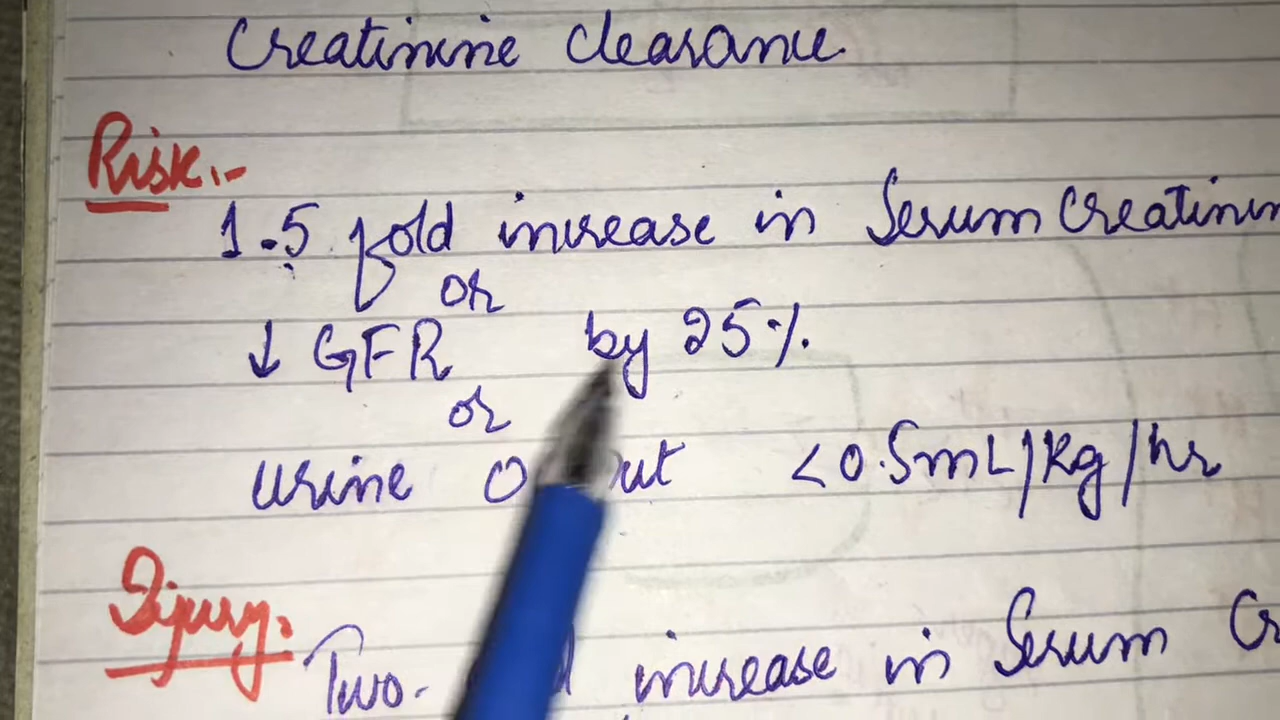 Creatinine clearance
Risk:-
1.5 fold increase in Serum Creatinin
or
↓ GFR by 25%
or
urine O ut <0.5mL/Kg/hr
Injury:
Two- increase in Serum Cr